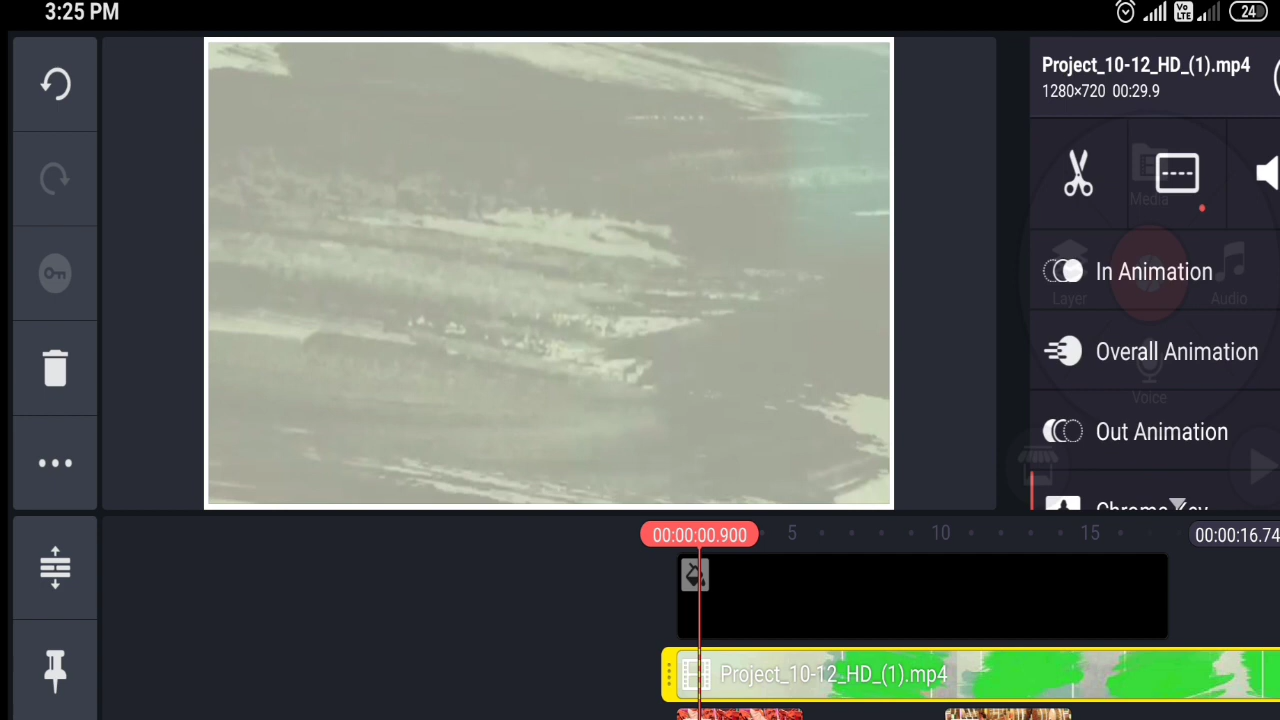 3:25 PM
Vo LTE
24
Project_10-12_HD_(1).mp4
1280×720 00:29.9
Media
In Animation
Layer
Audio
Overall Animation
Voice
Out Animation
Chroma Key
00:00:00.900
5
10
15
00:00:16.74
Project_10-12_HD_(1).mp4